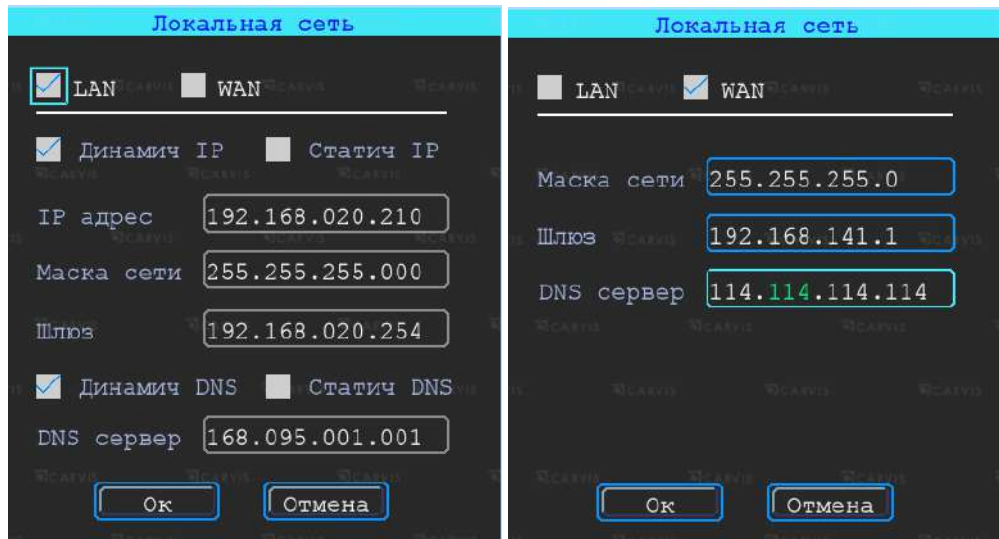 Локальная сеть
LAN WAN
Динамич IP Статич IP
IP адрес 192.168.020.210
Маска сети 255.255.255.000
Шлюз 192.168.020.254
Динамич DNS Статич DNS
DNS сервер 168.095.001.001
Ок Отмена
Локальная сеть
LAN WAN
Маска сети 255.255.255.0
Шлюз 192.168.141.1
DNS сервер 114.114.114.114
Ок Отмена